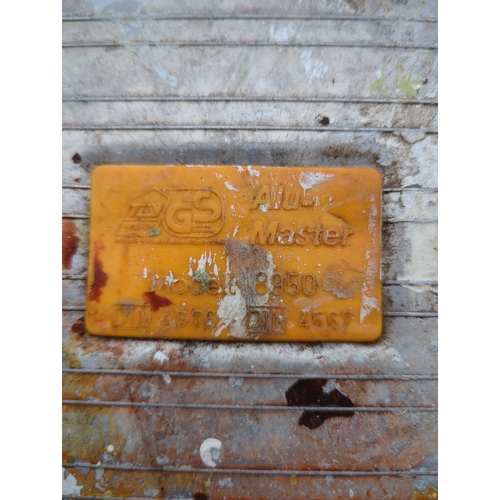 GS Alu-
Master
Model 8950
4568 DIN 4567